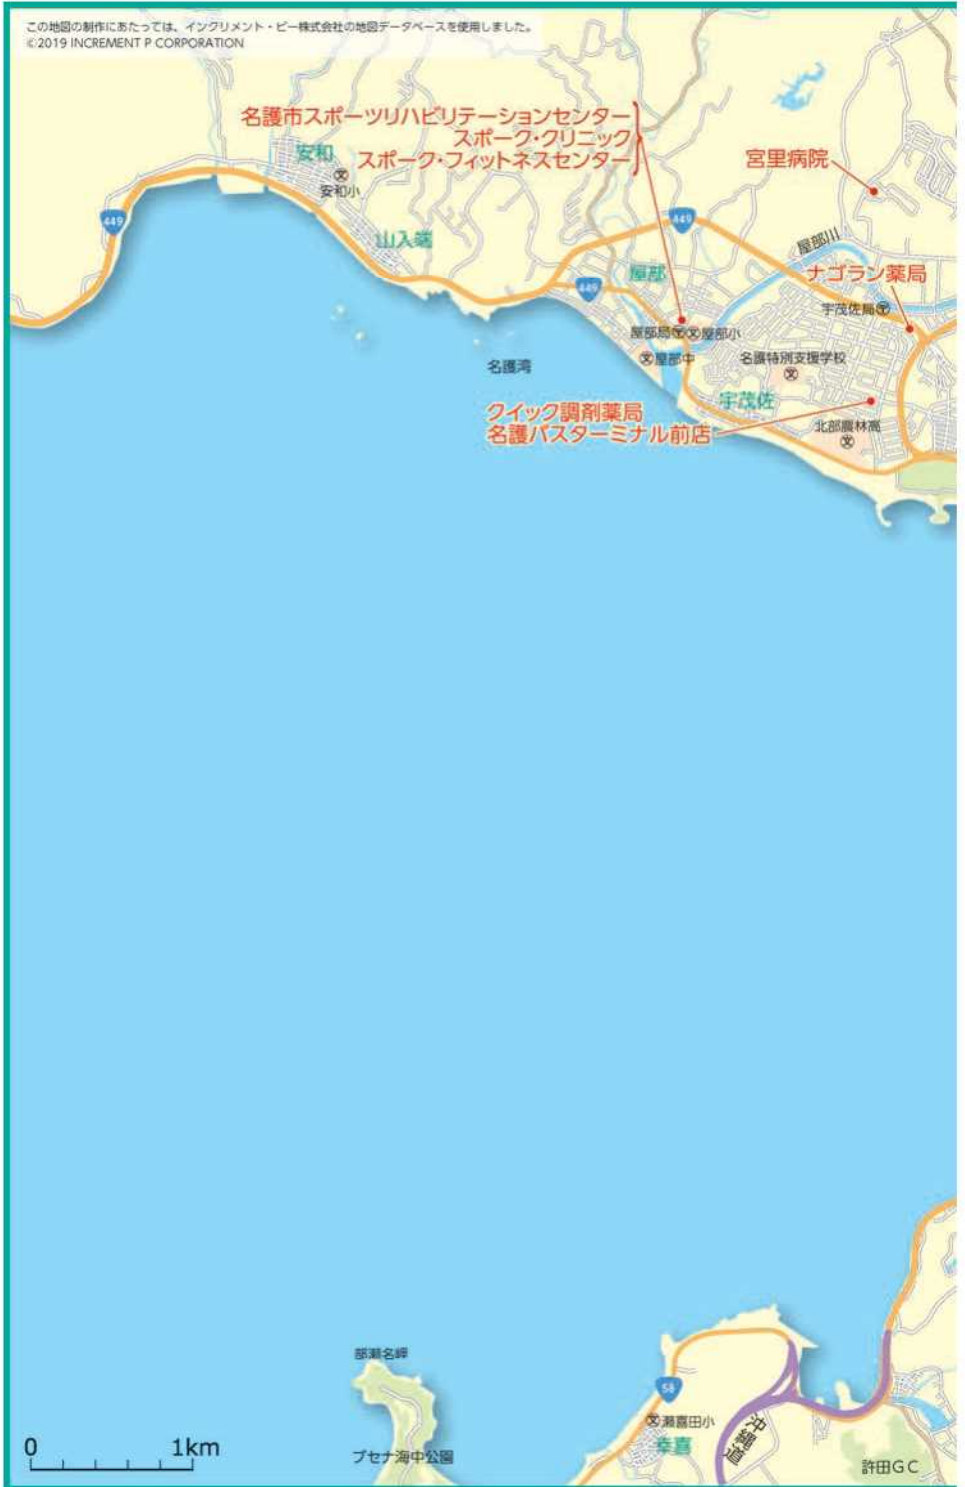 この地図の制作にあたっては、インクリメント・ピー株式会社の地図データベースを使用しました。
©2019 INCREMENT P CORPORATION
名護市スポーツリハビリテーションセンター
スポーク・クリニック
スポーク・フィットネスセンター
宮里病院
安和
安和小
449
山入端
449
屋部川
屋部
ナゴラン薬局
449
宇茂佐局
屋部局
屋部小
屋部中
名護特別支援学校
名護湾
宇茂佐
クイック調剤薬局
名護バスターミナル前店
北部農林高
部瀬名岬
58
瀬喜田小
幸喜
沖縄道
ブセナ海中公園
許田GC
0 1km